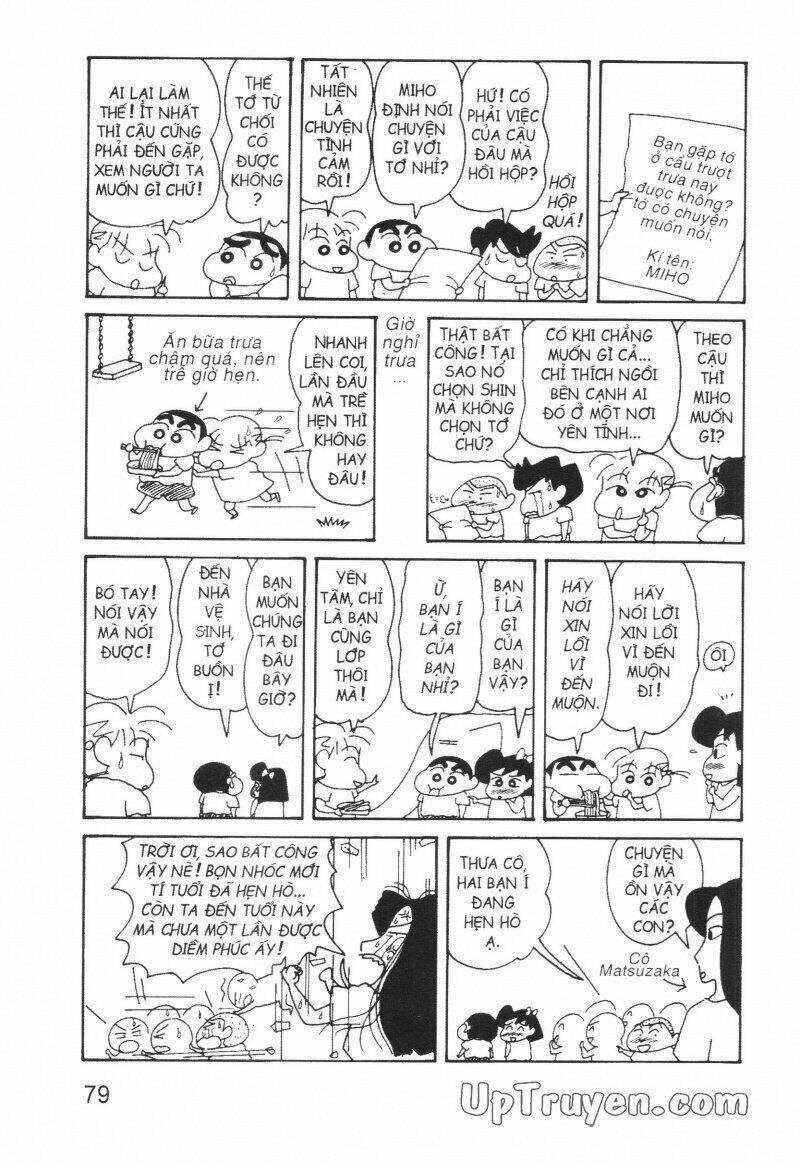 Bạn gặp tớ
ở cầu trượt
trưa nay
được không?
tớ có chuyện
muốn nói.
Kí tên:
MIHO
HỒI
HỘP
QUÁ!
HỨ! CÓ
PHẢI VIỆC
CỦA CẬU
ĐÂU MÀ
HỒI HỘP?
MIHO
ĐỊNH NÓI
CHUYỆN
GÌ VỚI
TỚ NHỈ?
TẤT
NHIÊN
LÀ
CHUYỆN
TÌNH
CẢM
RỒI!
THẾ
TỚ TỪ
CHỐI
CÓ
ĐƯỢC
KHÔNG
?
AI LẠI LÀM
THẾ! ÍT NHẤT
THÌ CẬU CŨNG
PHẢI ĐẾN GẶP,
XEM NGƯỜI TA
MUỐN GÌ CHỨ!
THEO
CẬU
THÌ
MIHO
MUỐN
GÌ?
CÓ KHI CHẲNG
MUỐN GÌ CẢ...
CHỈ THÍCH NGỒI
BÊN CẠNH AI
ĐÓ Ở MỘT NƠI
YÊN TĨNH...
THẬT BẤT
CÔNG! TẠI
SAO NÓ
CHỌN SHIN
MÀ KHÔNG
CHỌN TỚ
CHỨ?
Giờ
nghỉ
trưa
...
NHANH
LÊN COI,
LẦN ĐẦU
MÀ TRỄ
HẸN THÌ
KHÔNG
HAY
ĐÂU!
Ăn bữa trưa
chậm quá, nên
trễ giờ hẹn.
ÔI
HÃY
NÓI LỜI
XIN LỖI
VÌ ĐẾN
MUỘN
ĐI!
HÃY
NÓI
XIN LỖI
VÌ ĐẾN
MUỘN.
BẠN
Í LÀ
GÌ CỦA
BẠN
VẬY?
Ừ,
BẠN Í
LÀ GÌ
CỦA
BẠN
NHỈ?
YÊN
TÂM, CHỈ
LÀ BẠN
CÙNG
LỚP
THÔI
MÀ!
BẠN
MUỐN
CHÚNG
TA ĐI
ĐÂU
BÂY
GIỜ?
ĐẾN
NHÀ
VỆ
SINH,
TỚ
BUỒN
Ị!
BÓ TAY!
NÓI VẬY
MÀ NÓI
ĐƯỢC!
CHUYỆN
GÌ MÀ
ỒN VẬY
CÁC
CON?
Cô
Matsuzaka
THƯA CÔ,
HAI BẠN Í
ĐANG
HẸN HÒ
Ạ.
TRỜI ƠI, SAO BẤT CÔNG
VẬY NÈ! BỌN NHÓC MỚI
TÍ TUỔI ĐÃ HẸN HÒ...
CÒN TA ĐẾN TUỔI NÀY
MÀ CHƯA MỘT LẦN ĐƯỢC
DIỄM PHÚC ẤY!
79
UpTruyen.com